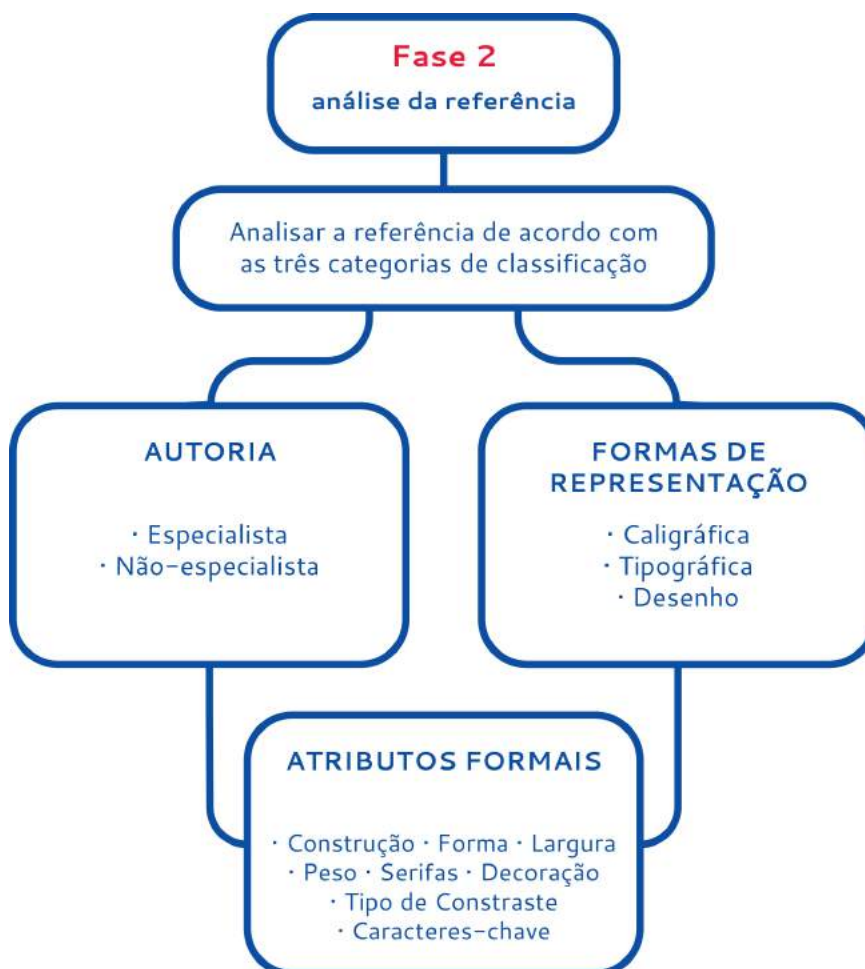 Fase 2
análise da referência
Analisar a referência de acordo com
as três categorias de classificação
AUTORIA
· Especialista
· Não-especialista
FORMAS DE
REPRESENTAÇÃO
· Caligráfica
· Tipográfica
· Desenho
ATRIBUTOS FORMAIS
· Construção · Forma · Largura
· Peso · Serifas · Decoração
· Tipo de Constraste
· Caracteres-chave